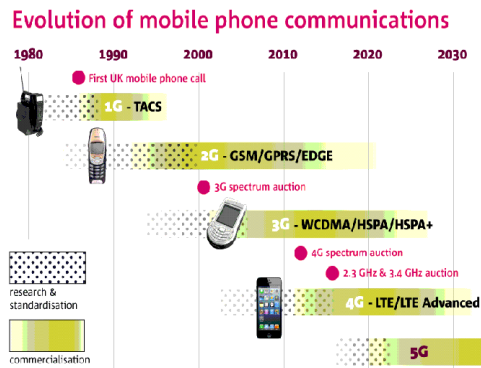 Evolution of mobile phone communications
1980 1990 2000 2010 2020 2030
First UK mobile phone call
1G - TACS
2G - GSM/GPRS/EDGE
3G spectrum auction
3G - WCDMA/HSPA/HSPA+
4G spectrum auction
2.3 GHz & 3.4 GHz auction
4G - LTE/LTE Advanced
5G
research &
standardisation
commercialisation